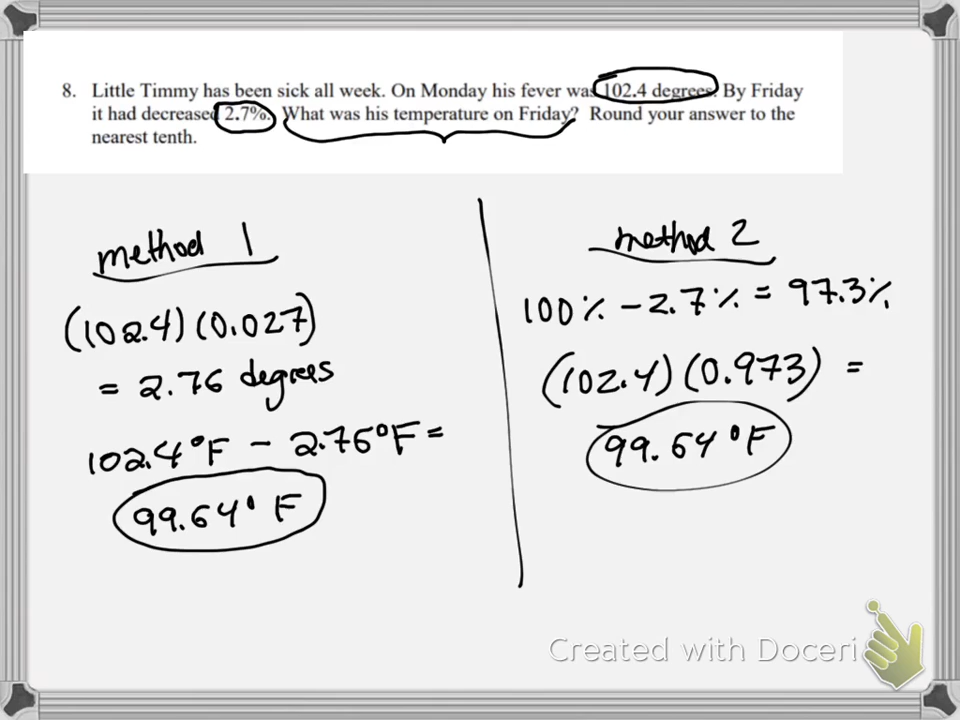 8. Little Timmy has been sick all week. On Monday his fever was 102.4 degrees. By Friday
it had decreased 2.7%. What was his temperature on Friday? Round your answer to the
nearest tenth.
method 1
(102.4)(0.027)
= 2.76 degrees
102.4°F - 2.76°F =
99.64° F
method 2
100% - 2.7% = 97.3%
(102.4)(0.973) =
99.64°F
Created with Doceri